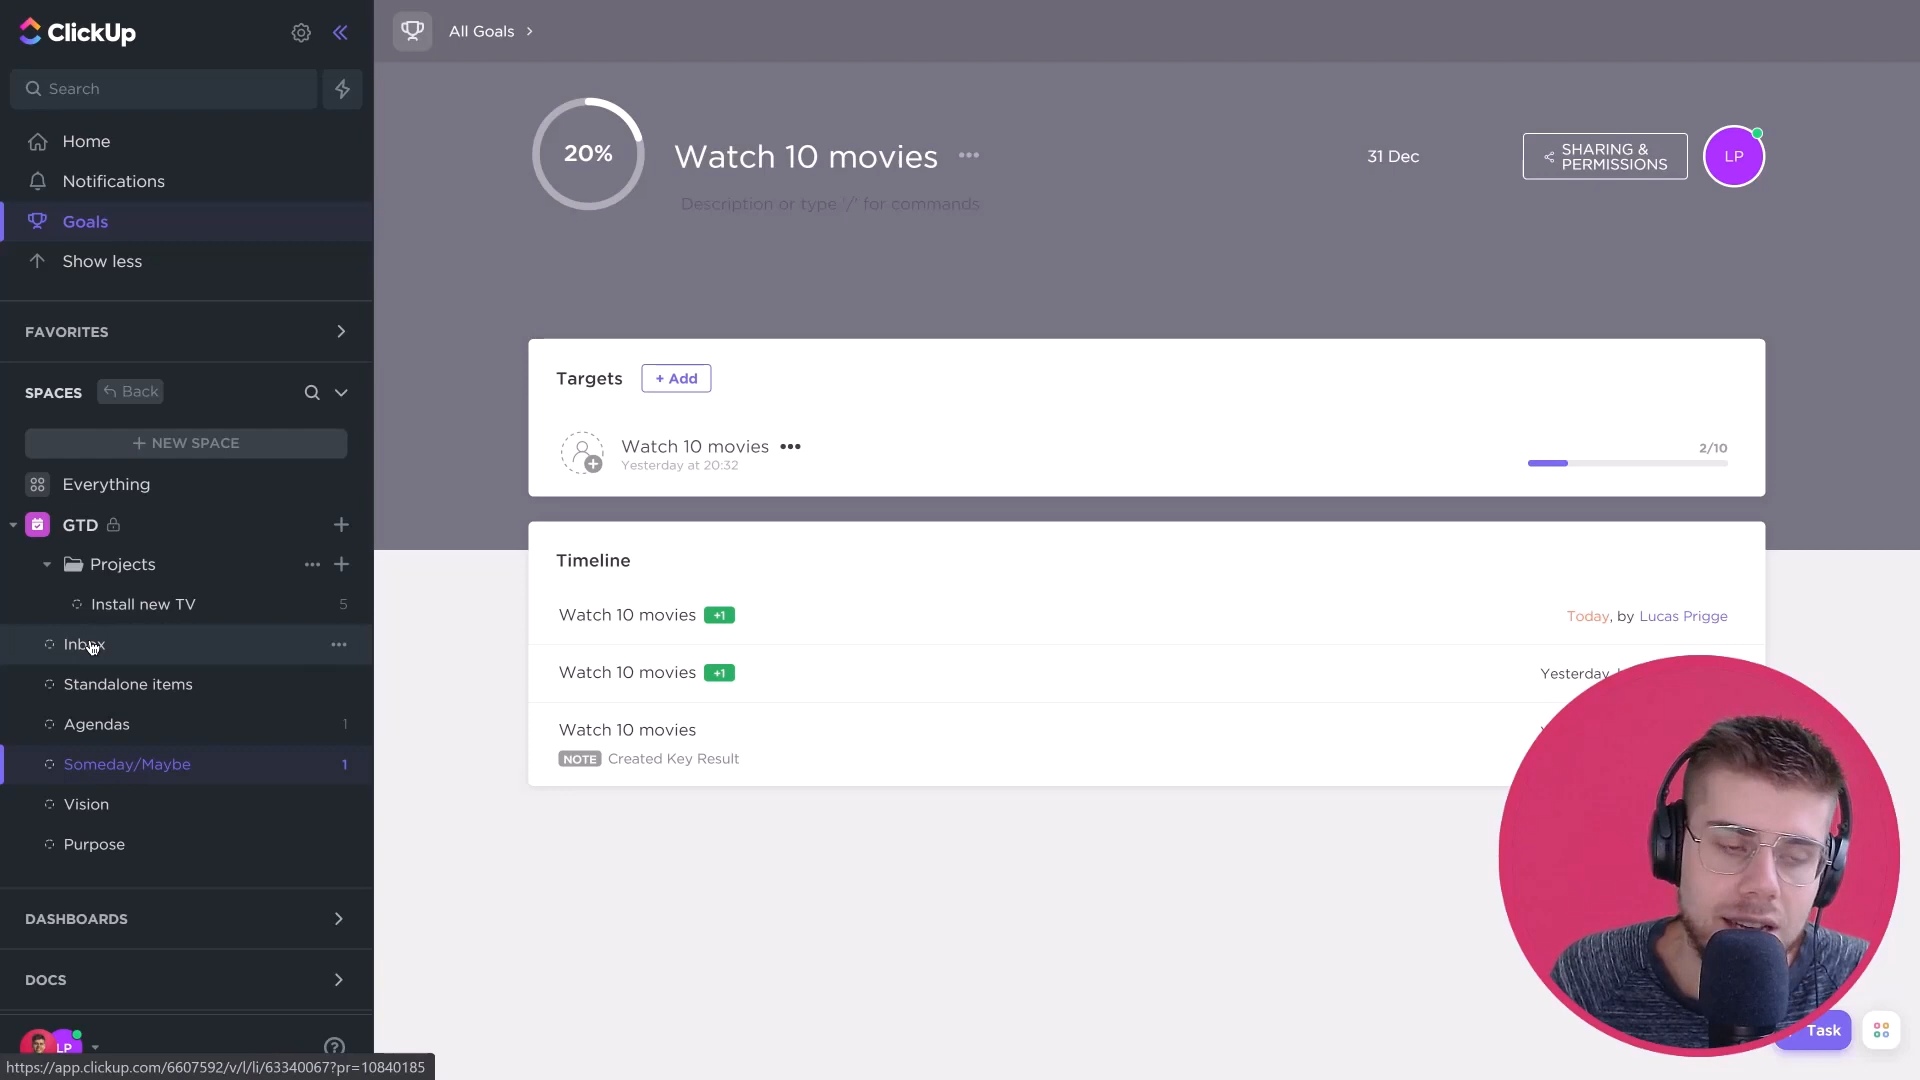 ClickUp
Search
Home
Notifications
Goals
Show less
FAVORITES
SPACES Back
+ NEW SPACE
Everything
GTD
Projects
Install new TV 5
Inbox
Standalone items
Agendas 1
Someday/Maybe 1
Vision
Purpose
DASHBOARDS
DOCS
LP
https://app.clickup.com/6607592/v/l/li/63340067?pr=10840185
All Goals
20%
Watch 10 movies
31 Dec
SHARING &
PERMISSIONS
LP
Description or type '/' for commands
Targets + Add
Watch 10 movies
Yesterday at 20:32
2/10
Timeline
Watch 10 movies +1 Today, by Lucas Prigge
Watch 10 movies +1 Yesterday,
Watch 10 movies
NOTE Created Key Result
Task